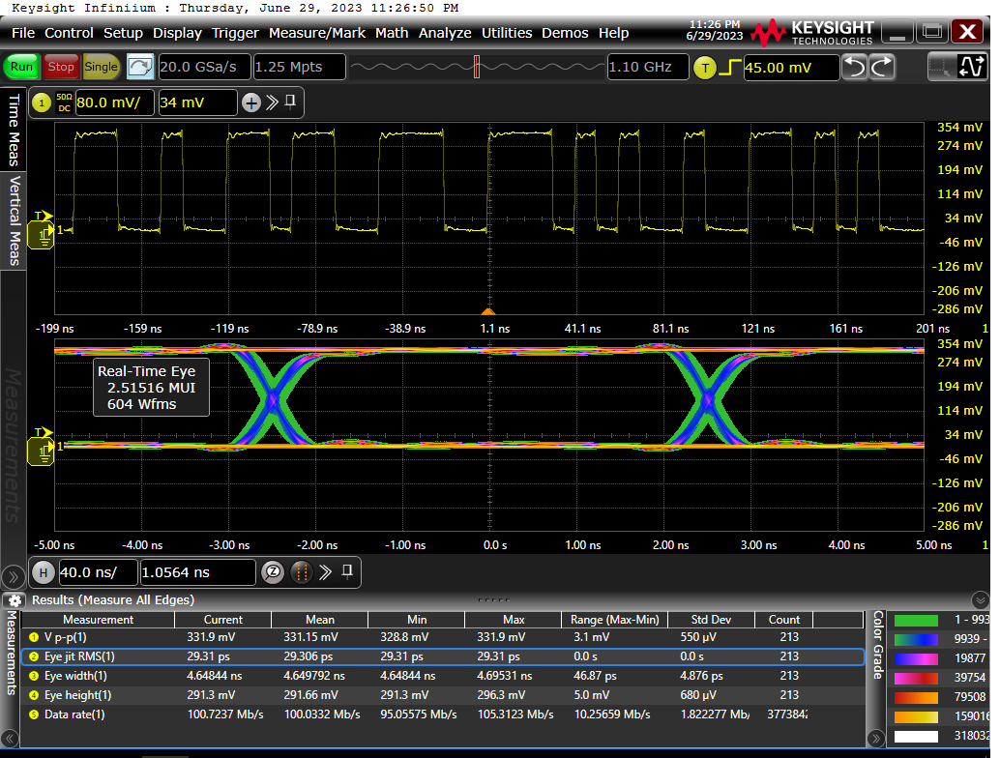 Keysight Infiniium : Thursday, June 29, 2023 11:26:50 PM
File Control Setup Display Trigger Measure/Mark Math Analyze Utilities Demos Help
11:26 PM
6/29/2023
KEYSIGHT
TECHNOLOGIES
Run Stop Single 20.0 GSa/s 1.25 Mpts 1.10 GHz T 45.00 mV
Time Meas
Vertical Meas
Measurements
1 50Ω DC 80.0 mV/ 34 mV
354 mV
274 mV
194 mV
114 mV
34 mV
-46 mV
-126 mV
-206 mV
-286 mV
T
1
-199 ns -159 ns -119 ns -78.9 ns -38.9 ns 1.1 ns 41.1 ns 81.1 ns 121 ns 161 ns 201 ns 1
354 mV
274 mV
194 mV
114 mV
34 mV
-46 mV
-126 mV
-206 mV
-286 mV
Real-Time Eye
2.51516 MUI
604 Wfms
T
1
-5.00 ns -4.00 ns -3.00 ns -2.00 ns -1.00 ns 0.0 s 1.00 ns 2.00 ns 3.00 ns 4.00 ns 5.00 ns 1
H 40.0 ns/ 1.0564 ns
Results (Measure All Edges)
Measurements
Measurement Current Mean Min Max Range (Max-Min) Std Dev Count
1 V p-p(1) 331.9 mV 331.15 mV 328.8 mV 331.9 mV 3.1 mV 550 µV 213
2 Eye jit RMS(1) 29.31 ps 29.306 ps 29.31 ps 29.31 ps 0.0 s 0.0 s 213
3 Eye width(1) 4.64844 ns 4.649792 ns 4.64844 ns 4.69531 ns 46.87 ps 4.876 ps 213
4 Eye height(1) 291.3 mV 291.66 mV 291.3 mV 296.3 mV 5.0 mV 680 µV 213
5 Data rate(1) 100.7237 Mb/s 100.0332 Mb/s 95.05575 Mb/s 105.3123 Mb/s 10.25659 Mb/s 1.822277 Mb/ 377384
Color Grade
1 - 993
9939 -
19877
39754
79508
159016
318032